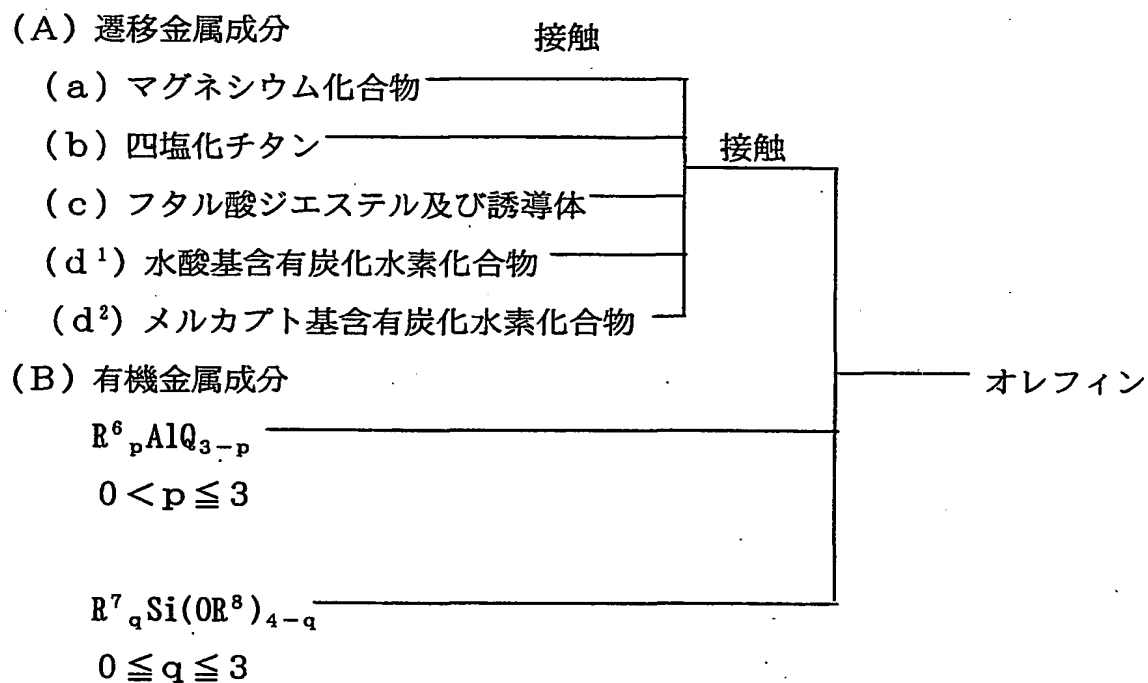 (A) 遷移金属成分
接触
(a) マグネシウム化合物
(b) 四塩化チタン
接触
(c) フタル酸ジエステル及び誘導体
(d¹) 水酸基含有炭化水素化合物
(d²) メルカプト基含有炭化水素化合物
(B) 有機金属成分
オレフィン
R⁶ₚAlQ₃₋ₚ
0<p≦3
R⁷qSi(OR⁸)₄₋q
0≦q≦3